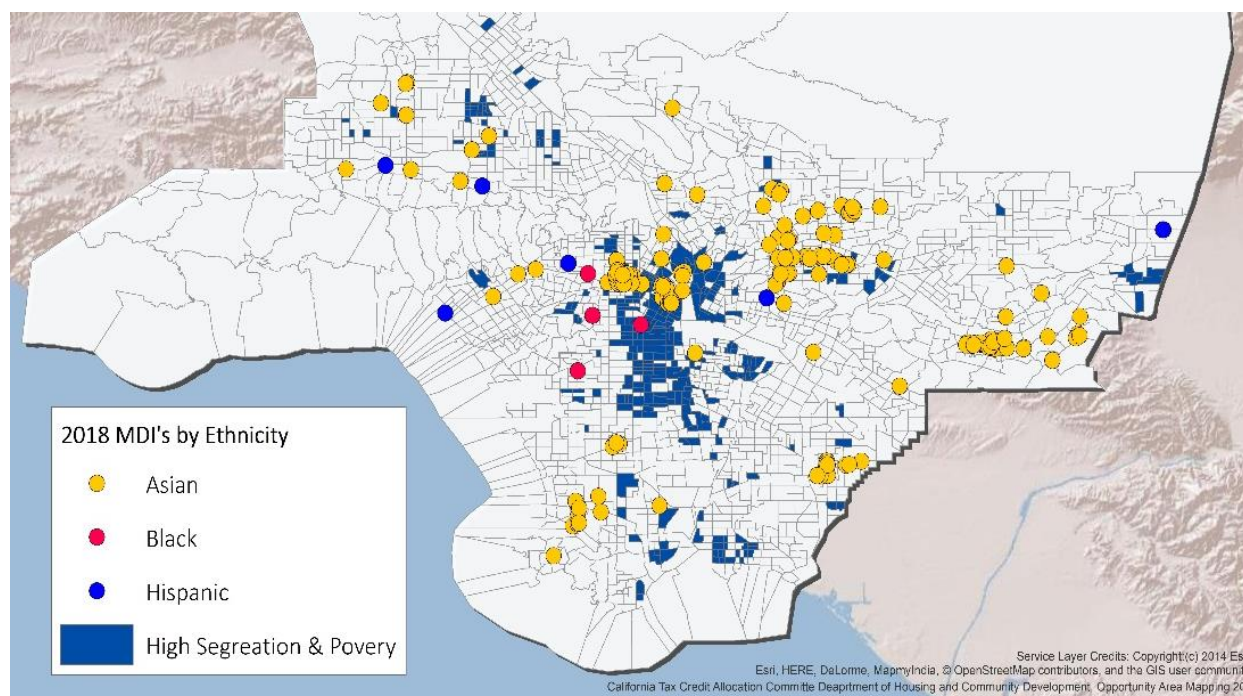 2018 MDI's by Ethnicity
Asian
Black
Hispanic
High Segreation & Povery
Service Layer Credits: Copyright:(c) 2014 Es
Esri, HERE, DeLorme, MapmyIndia, © OpenStreetMap contributors, and the GIS user communit
California Tax Credit Allocation Committe Deaprtment of Housing and Community Development, Opportunity Area Mapping 20